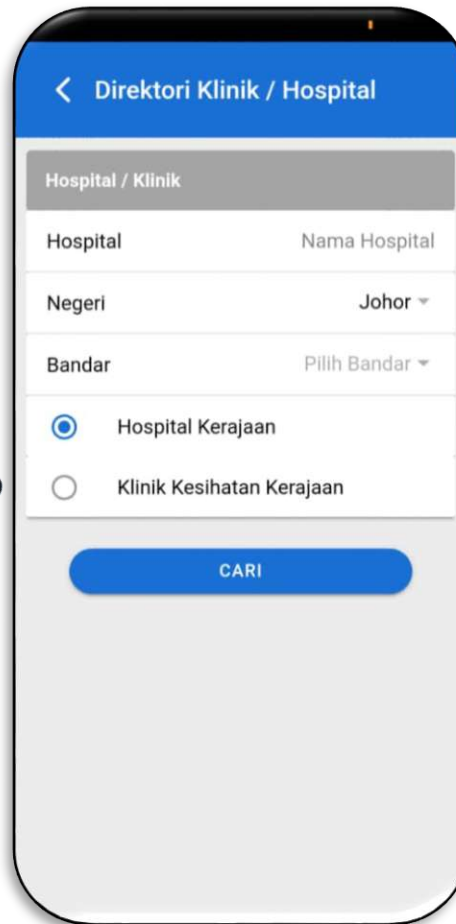 Direktori Klinik / Hospital
Hospital / Klinik
Hospital Nama Hospital
Negeri Johor
Bandar Pilih Bandar
Hospital Kerajaan
Klinik Kesihatan Kerajaan
CARI